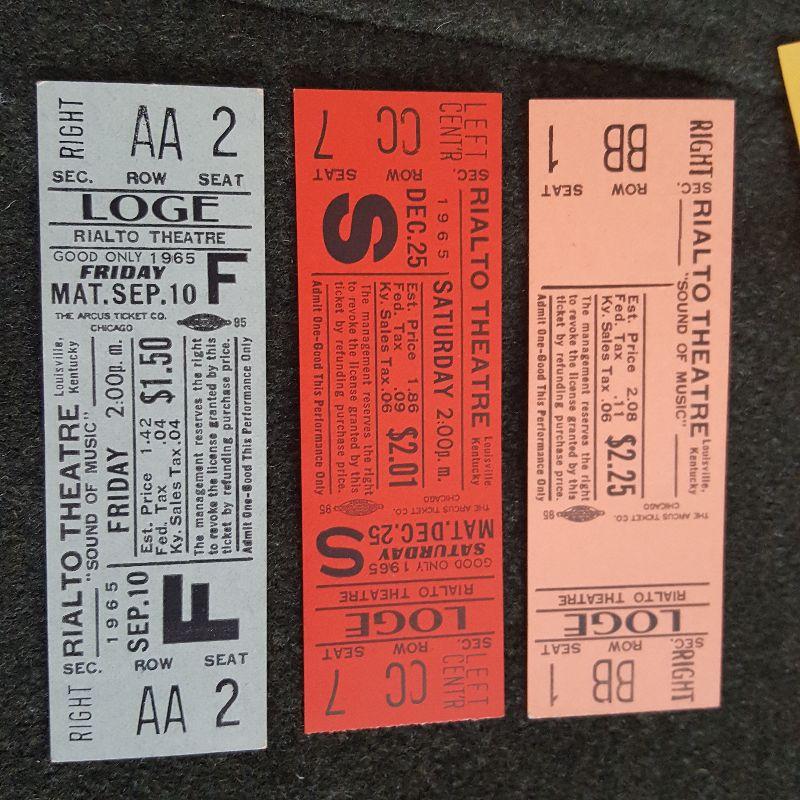 RIGHT AA 2
SEC. ROW SEAT
LOGE
RIALTO THEATRE
GOOD ONLY 1965
FRIDAY F
MAT. SEP. 10
THE ARCUS TICKET CO.
CHICAGO
95
RIALTO THEATRE Louisville, Kentucky
"SOUND OF MUSIC"
1965 FRIDAY 2:00 p. m.
SEP. 10
F
Est. Price 1.42
Fed. Tax .04
Ky. Sales Tax .04
$1.50
The management reserves the right
to revoke the license granted by this
ticket by refunding purchase price.
Admit One-Good This Performance Only
SEC. ROW SEAT
RIGHT AA 2
LEFT CENT'R CC 7
SEC. ROW SEAT
RIALTO THEATRE Louisville, Kentucky
1965 SATURDAY 2:00 p. m.
DEC. 25
S
Est. Price 1.86
Fed. Tax .09
Ky. Sales Tax .06
$2.01
The management reserves the right
to revoke the license granted by this
ticket by refunding purchase price.
Admit One-Good This Performance Only
THE ARCUS TICKET CO.
CHICAGO
95
MAT. DEC. 25
SATURDAY S
GOOD ONLY 1965
RIALTO THEATRE
LOGE
SEC. ROW SEAT
LEFT CENT'R CC 7
RIGHT BB 1
SEC. ROW SEAT
RIALTO THEATRE Louisville, Kentucky
"SOUND OF MUSIC"
Est. Price 2.08
Fed. Tax .11
Ky. Sales Tax .06
$2.25
The management reserves the right
to revoke the license granted by this
ticket by refunding purchase price.
Admit One-Good This Performance Only
THE ARCUS TICKET CO.
CHICAGO
95
RIALTO THEATRE
LOGE
SEC. ROW SEAT
RIGHT BB 1